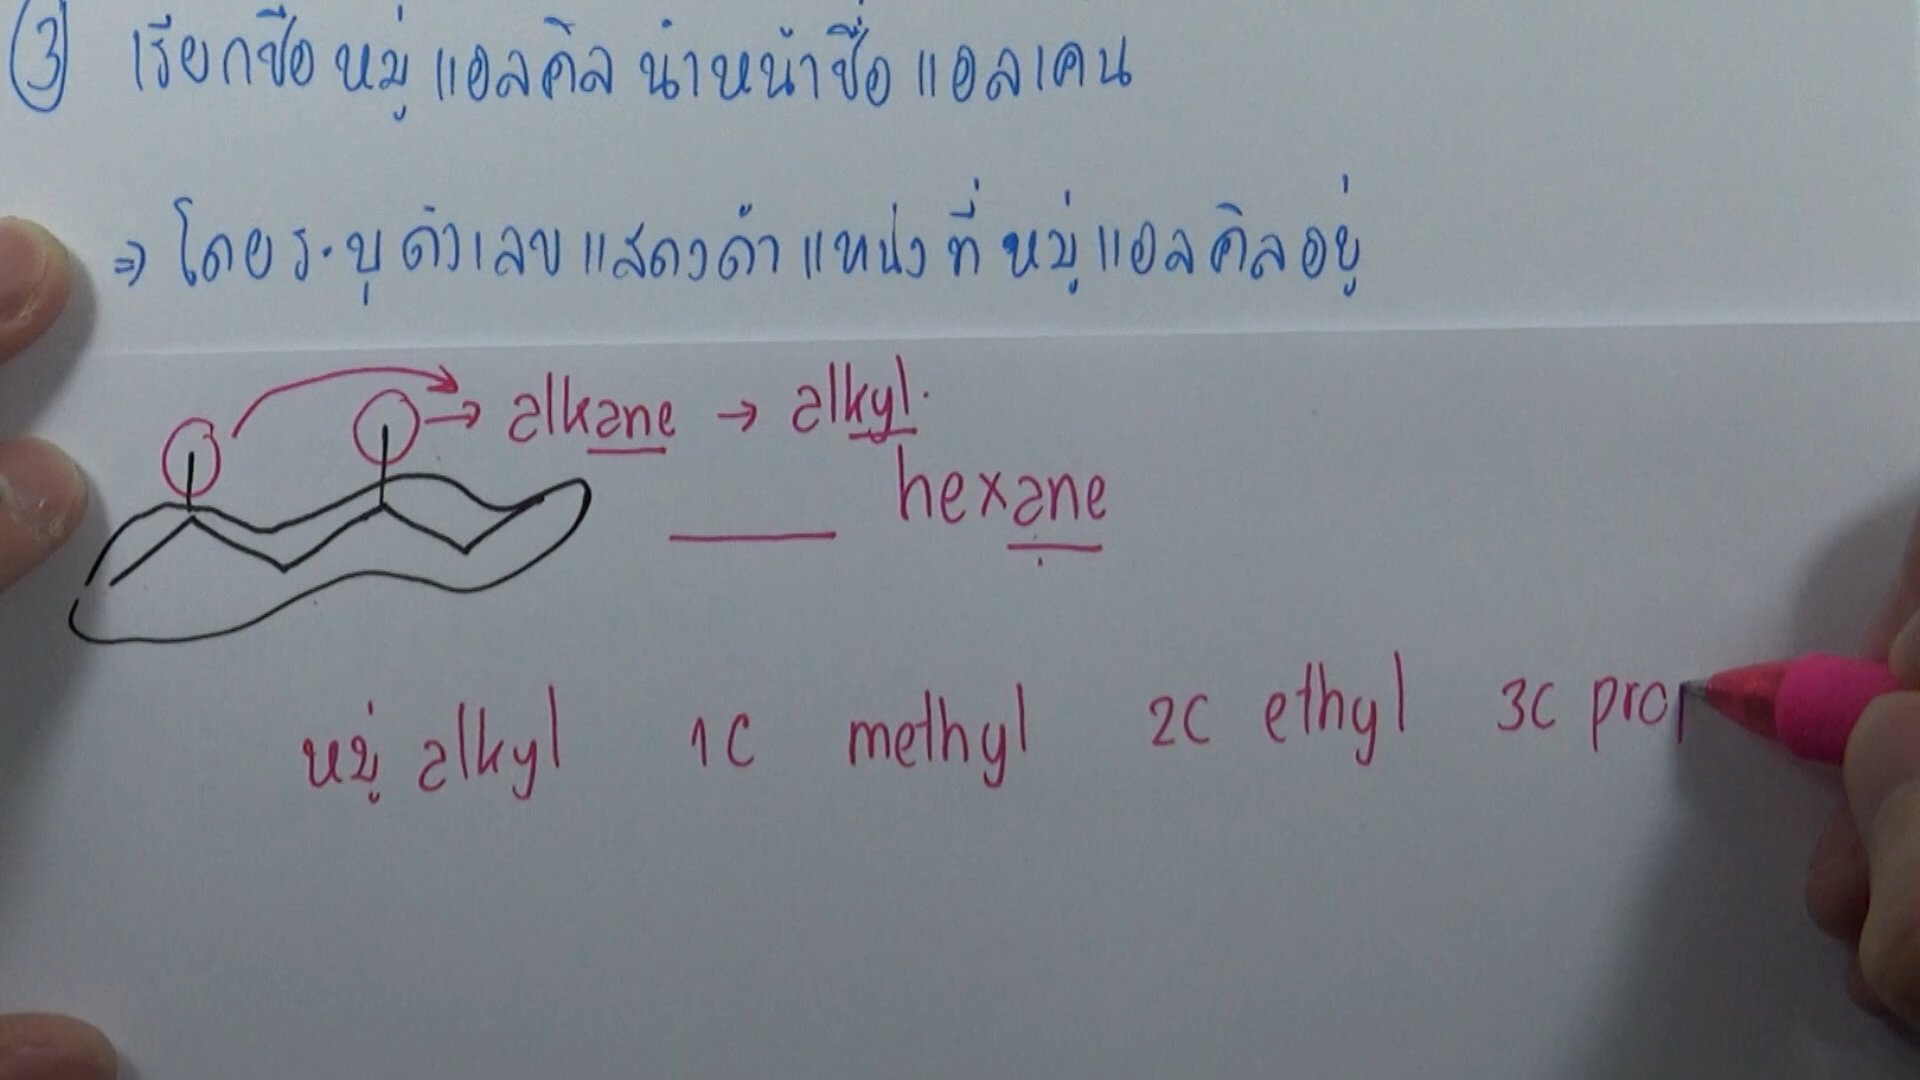 ③ เรียกชื่อ หมู่ แอลคิล นำหน้าชื่อ แอลเคน
⇒ โดยระบุ ตัวเลข แสดงตำแหน่ง ที่ หมู่ แอลคิล อยู่
→ alkane → alkyl
hexane
หมู่ alkyl 1C methyl 2C ethyl 3C prop